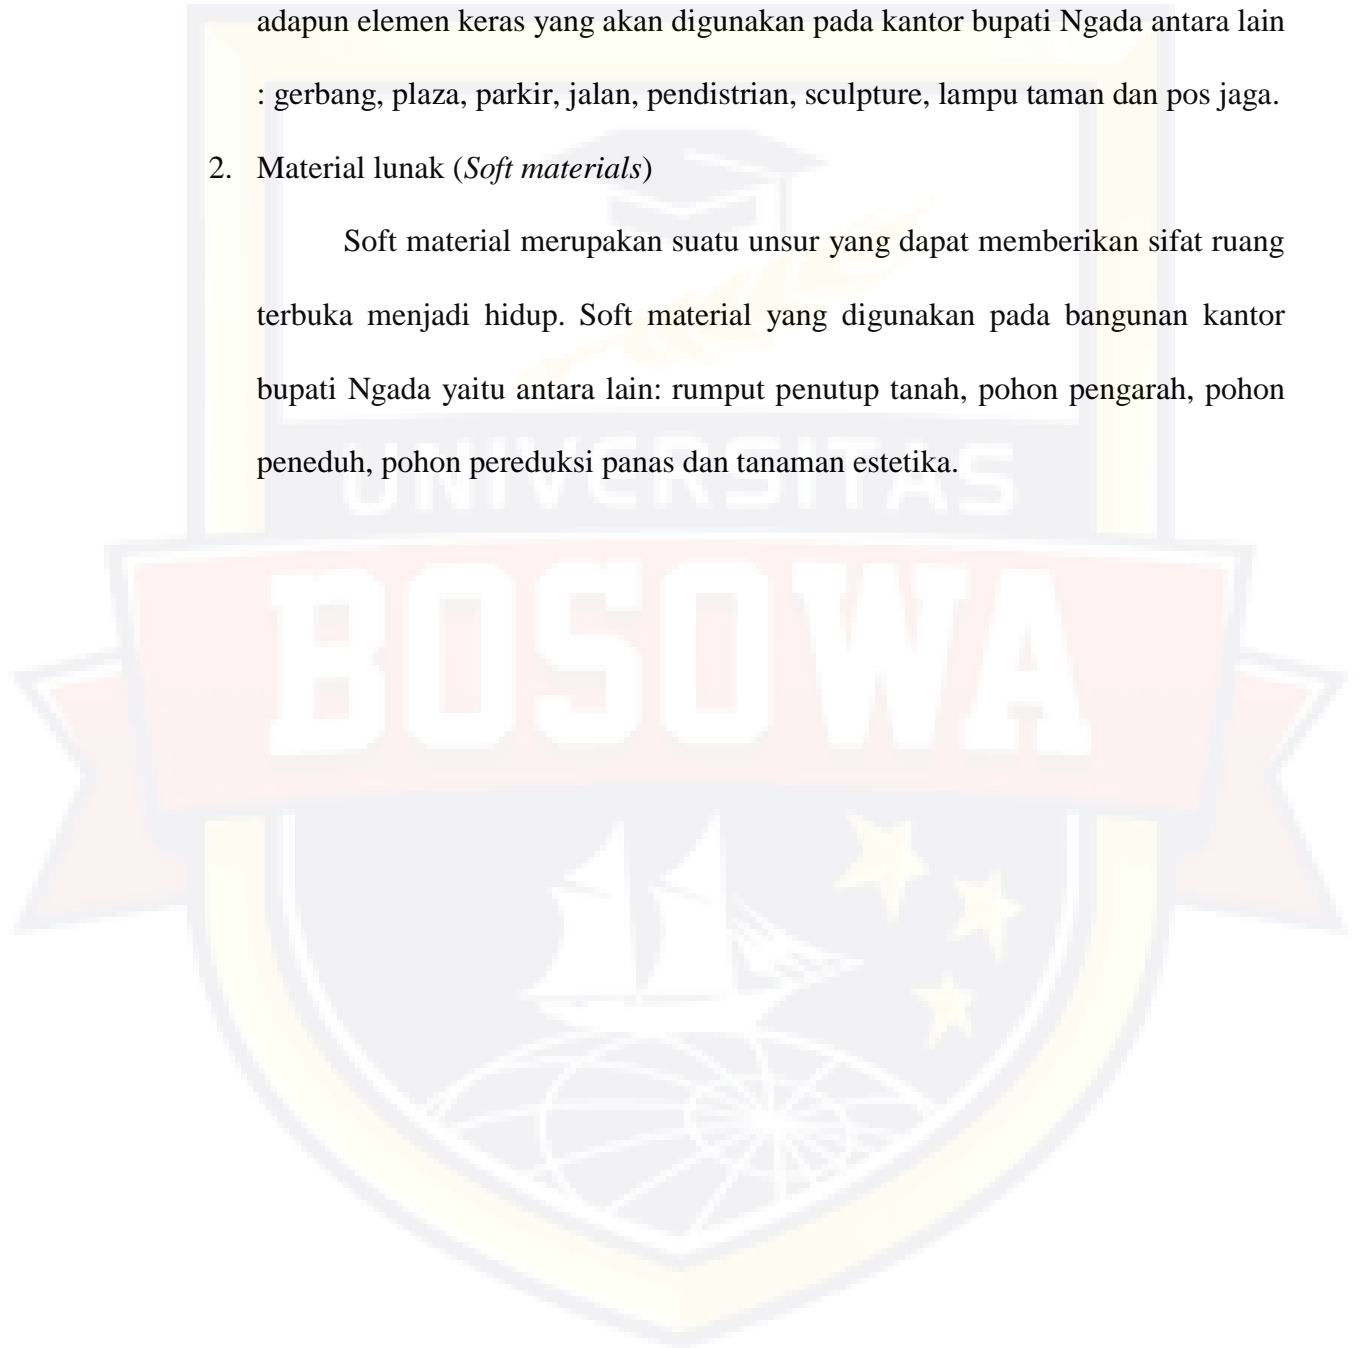 adapun elemen keras yang akan digunakan pada kantor bupati Ngada antara lain
: gerbang, plaza, parkir, jalan, pendistrian, sculpture, lampu taman dan pos jaga.
2. Material lunak (Soft materials)
Soft material merupakan suatu unsur yang dapat memberikan sifat ruang
terbuka menjadi hidup. Soft material yang digunakan pada bangunan kantor
bupati Ngada yaitu antara lain: rumput penutup tanah, pohon pengarah, pohon
peneduh, pohon pereduksi panas dan tanaman estetika.
UNIVERSITAS
BOSOWA